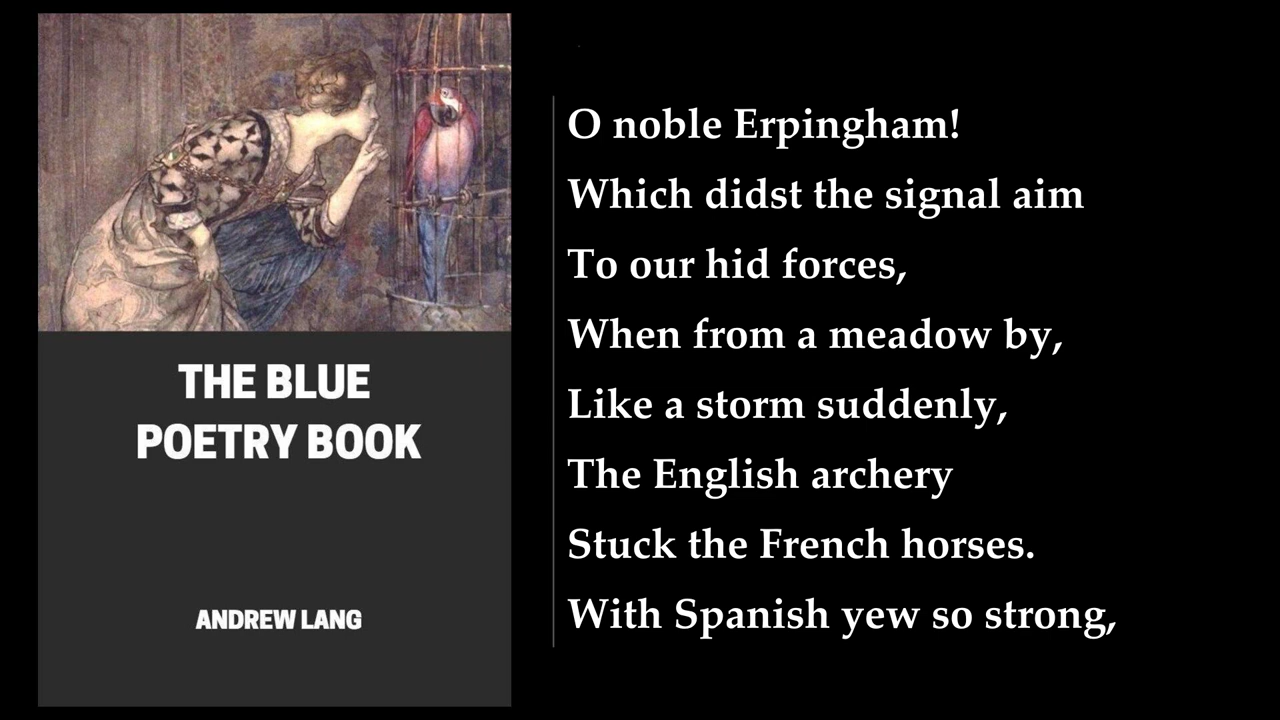 THE BLUE
POETRY BOOK
ANDREW LANG
O noble Erpingham!
Which didst the signal aim
To our hid forces,
When from a meadow by,
Like a storm suddenly,
The English archery
Stuck the French horses.
With Spanish yew so strong,